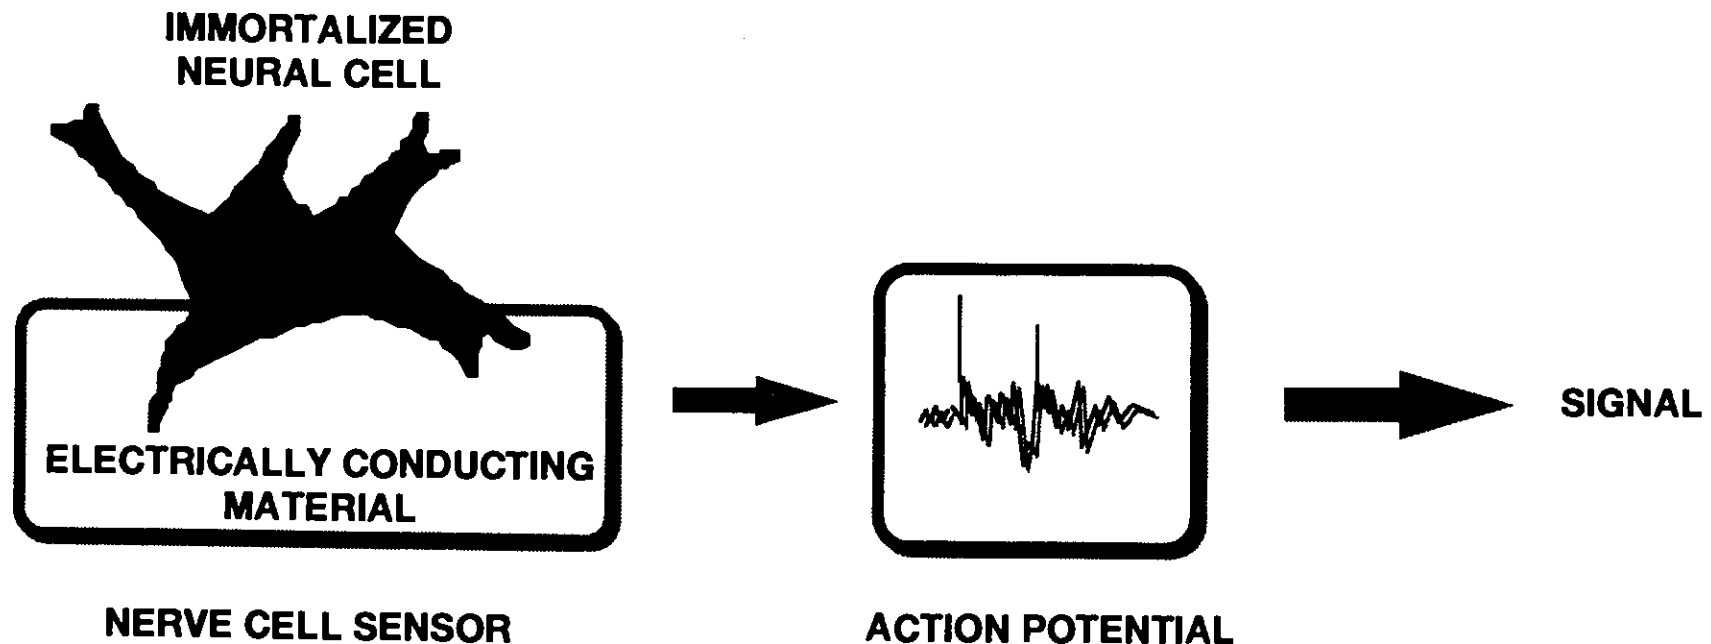 IMMORTALIZED
NEURAL CELL
ELECTRICALLY CONDUCTING
MATERIAL
NERVE CELL SENSOR
ACTION POTENTIAL
SIGNAL